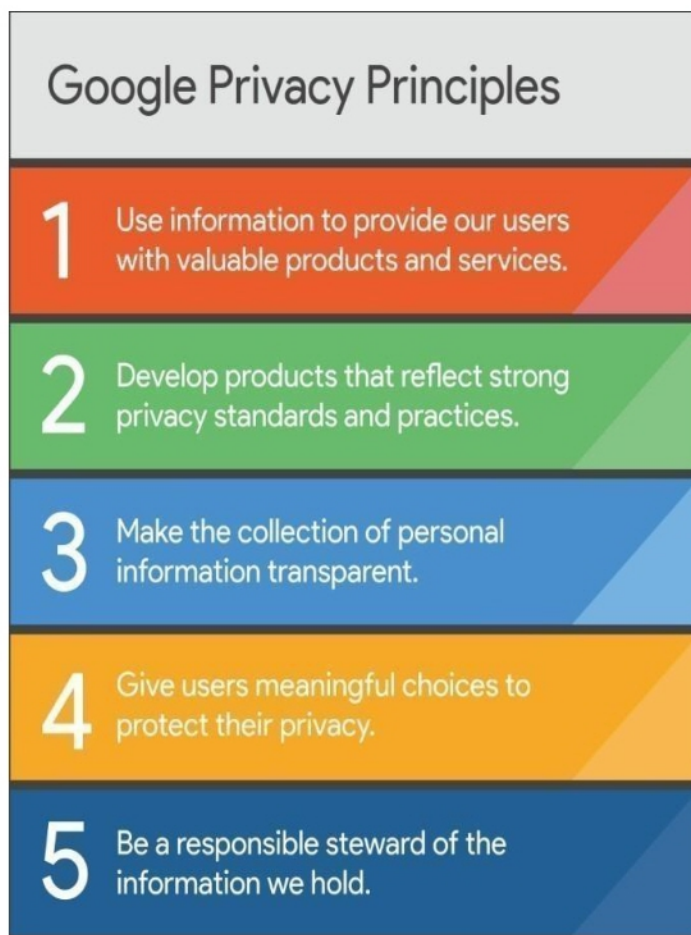 Google Privacy Principles
1
Use information to provide our users
with valuable products and services.
2
Develop products that reflect strong
privacy standards and practices.
3
Make the collection of personal
information transparent.
4
Give users meaningful choices to
protect their privacy.
5
Be a responsible steward of the
information we hold.